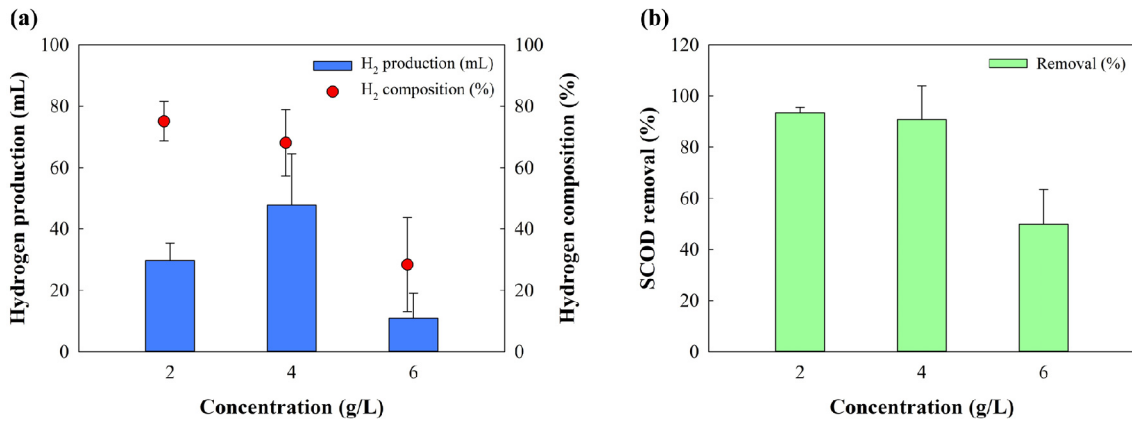 (a)
100
80
60
40
20
0
Hydrogen production (mL)
H2 production (mL)
H2 composition (%)
100
80
60
40
20
0
Hydrogen composition (%)
2 4 6
Concentration (g/L)
(b)
120
100
80
60
40
20
0
SCOD removal (%)
Removal (%)
2 4 6
Concentration (g/L)